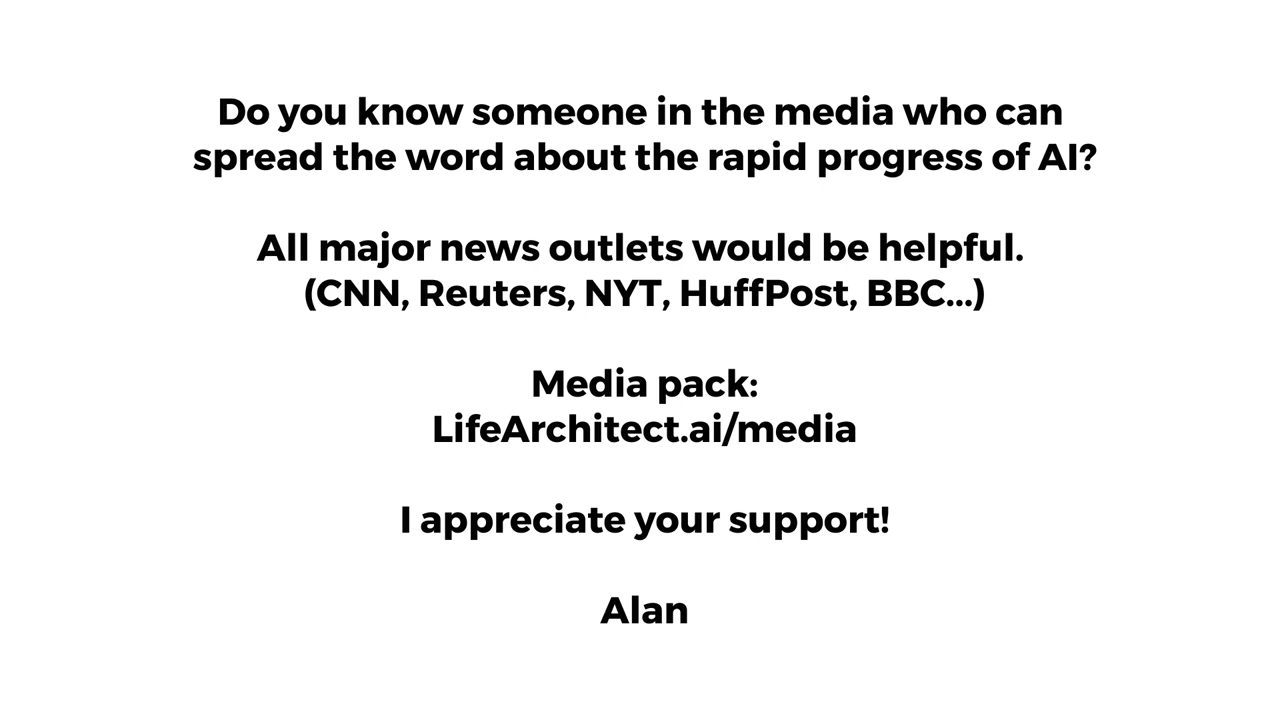 Do you know someone in the media who can
spread the word about the rapid progress of AI?
All major news outlets would be helpful.
(CNN, Reuters, NYT, HuffPost, BBC...)
Media pack:
LifeArchitect.ai/media
I appreciate your support!
Alan